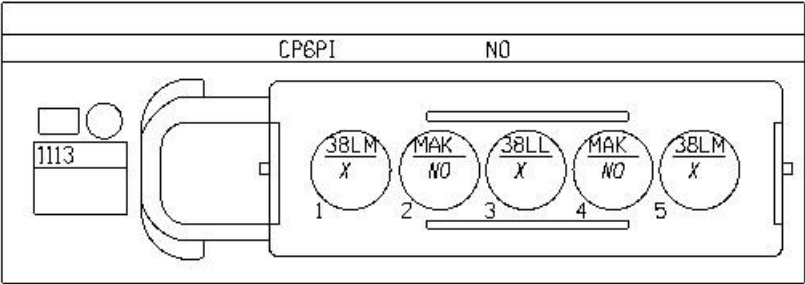 CP6PI NO
1113
38LM MAK 38LL MAK 38LM
X NO X NO X
1 2 3 4 5